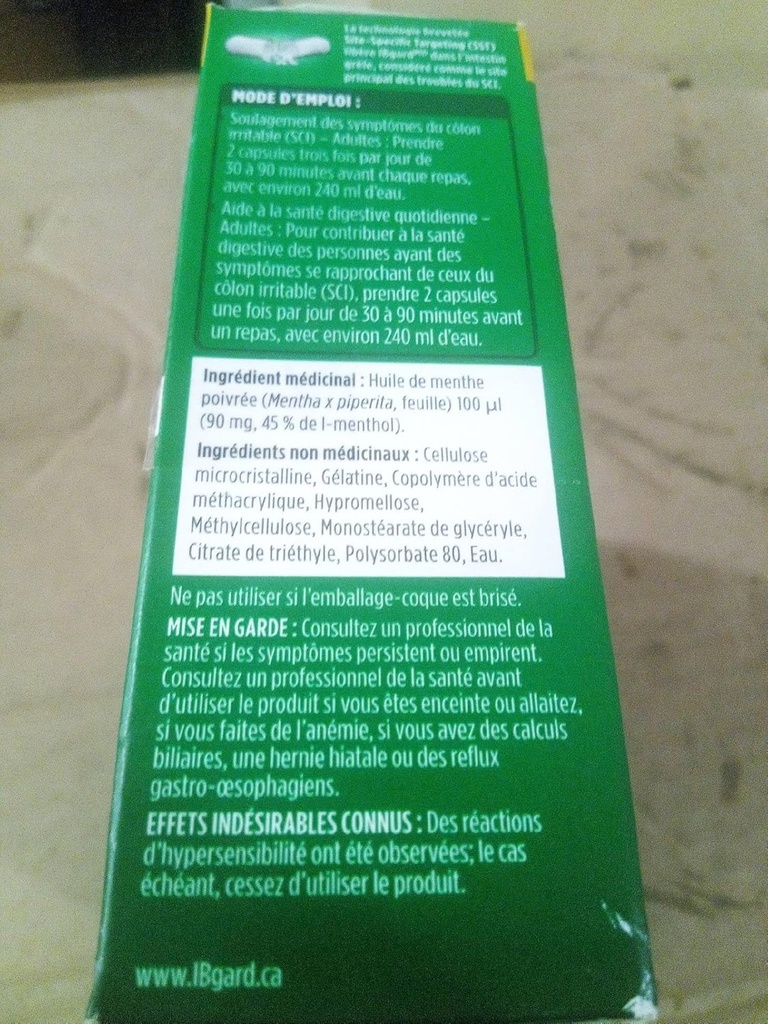 La technologie brevetée
Site-Specific Targeting (SST)
libère IBgard dans l'intestin
grêle, considéré comme le site
principal des troubles du SCI.
MODE D'EMPLOI :
Soulagement des symptômes du côlon
irritable (SCI) – Adultes : Prendre
2 capsules trois fois par jour de
30 à 90 minutes avant chaque repas,
avec environ 240 ml d'eau.
Aide à la santé digestive quotidienne –
Adultes : Pour contribuer à la santé
digestive des personnes ayant des
symptômes se rapprochant de ceux du
côlon irritable (SCI), prendre 2 capsules
une fois par jour de 30 à 90 minutes avant
un repas, avec environ 240 ml d'eau.
Ingrédient médicinal : Huile de menthe
poivrée (Mentha x piperita, feuille) 100 µl
(90 mg, 45 % de l-menthol).
Ingrédients non médicinaux : Cellulose
microcristalline, Gélatine, Copolymère d'acide
méthacrylique, Hypromellose,
Méthylcellulose, Monostéarate de glycéryle,
Citrate de triéthyle, Polysorbate 80, Eau.
Ne pas utiliser si l'emballage-coque est brisé.
MISE EN GARDE : Consultez un professionnel de la
santé si les symptômes persistent ou empirent.
Consultez un professionnel de la santé avant
d'utiliser le produit si vous êtes enceinte ou allaitez,
si vous faites de l'anémie, si vous avez des calculs
biliaires, une hernie hiatale ou des reflux
gastro-œsophagiens.
EFFETS INDÉSIRABLES CONNUS : Des réactions
d'hypersensibilité ont été observées; le cas
échéant, cessez d'utiliser le produit.
www.IBgard.ca